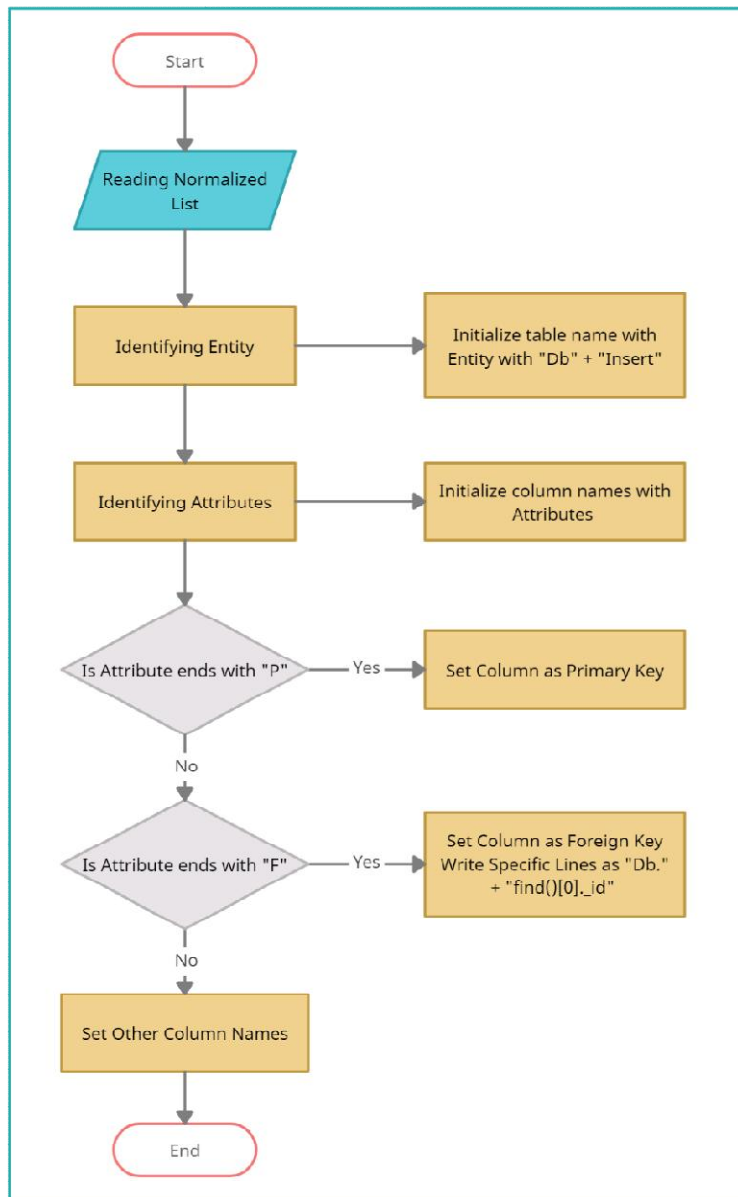 Start
Reading Normalized
List
Identifying Entity
Initialize table name with
Entity with "Db" + "Insert"
Identifying Attributes
Initialize column names with
Attributes
Is Attribute ends with "P"
Yes
Set Column as Primary Key
No
Is Attribute ends with "F"
Yes
Set Column as Foreign Key
Write Specific Lines as "Db."
+ "find()[0]._id"
No
Set Other Column Names
End